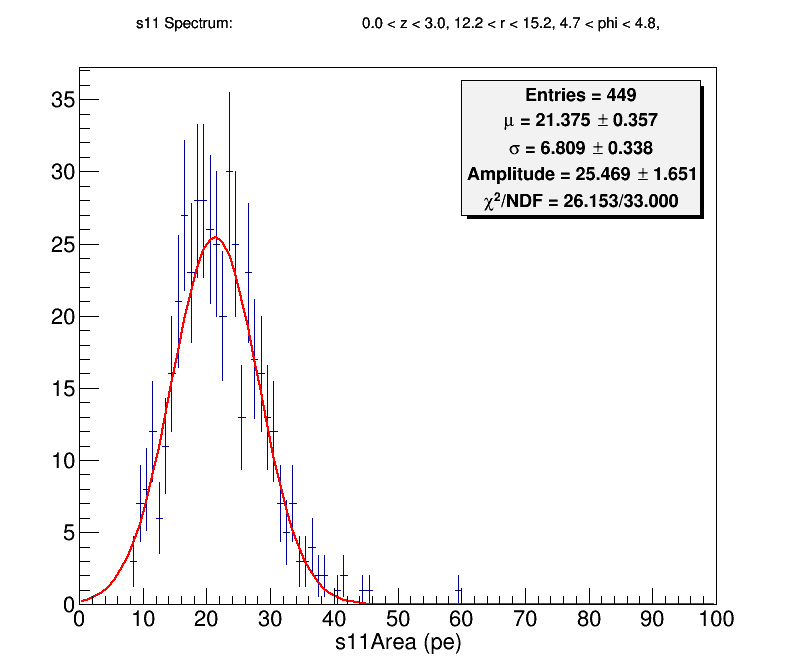 s11 Spectrum: 0.0 < z < 3.0, 12.2 < r < 15.2, 4.7 < phi < 4.8,
Entries = 449
μ = 21.375 ± 0.357
σ = 6.809 ± 0.338
Amplitude = 25.469 ± 1.651
χ²/NDF = 26.153/33.000
35
30
25
20
15
10
5
0
0 10 20 30 40 50 60 70 80 90 100
s11Area (pe)